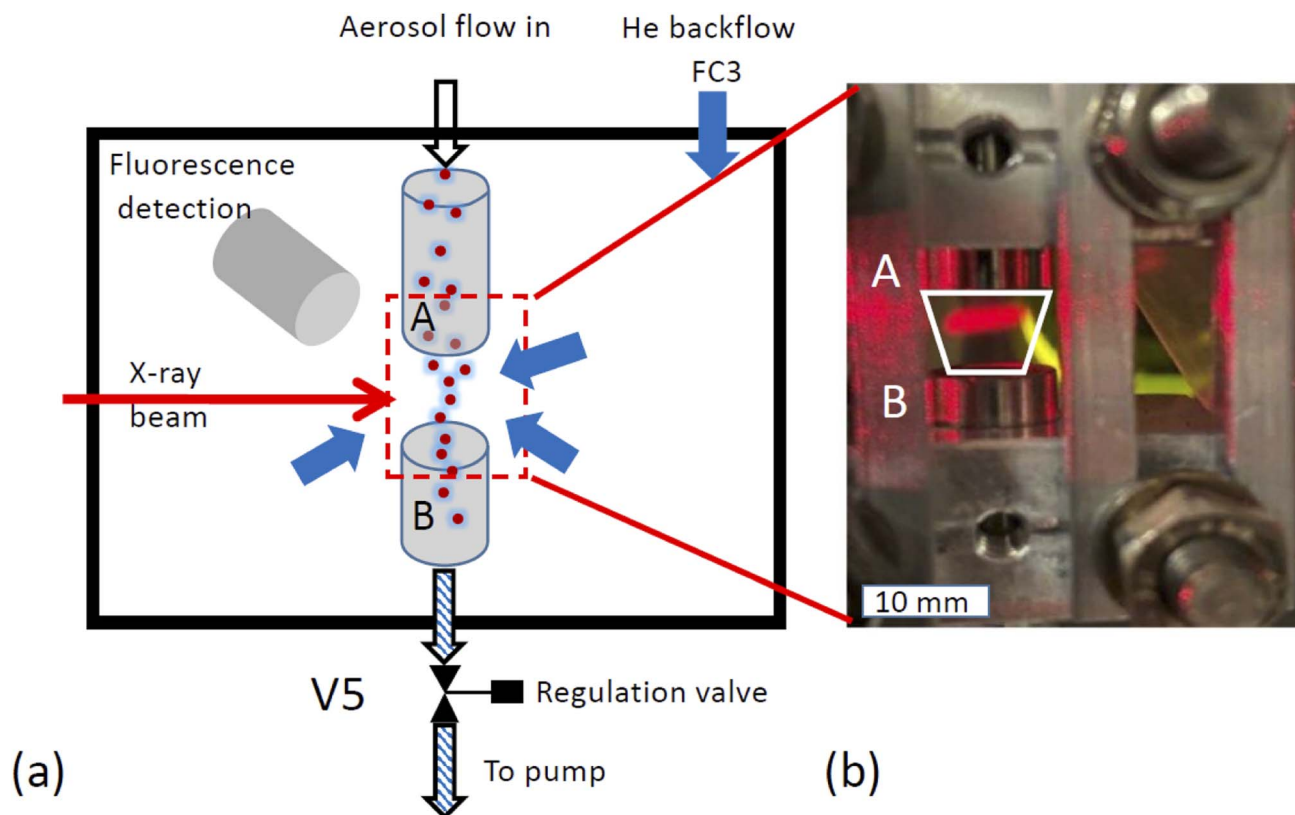 Aerosol flow in
He backflow
FC3
Fluorescence
detection
A
X-ray
beam
B
V5
Regulation valve
To pump
(a)
A
B
10 mm
(b)